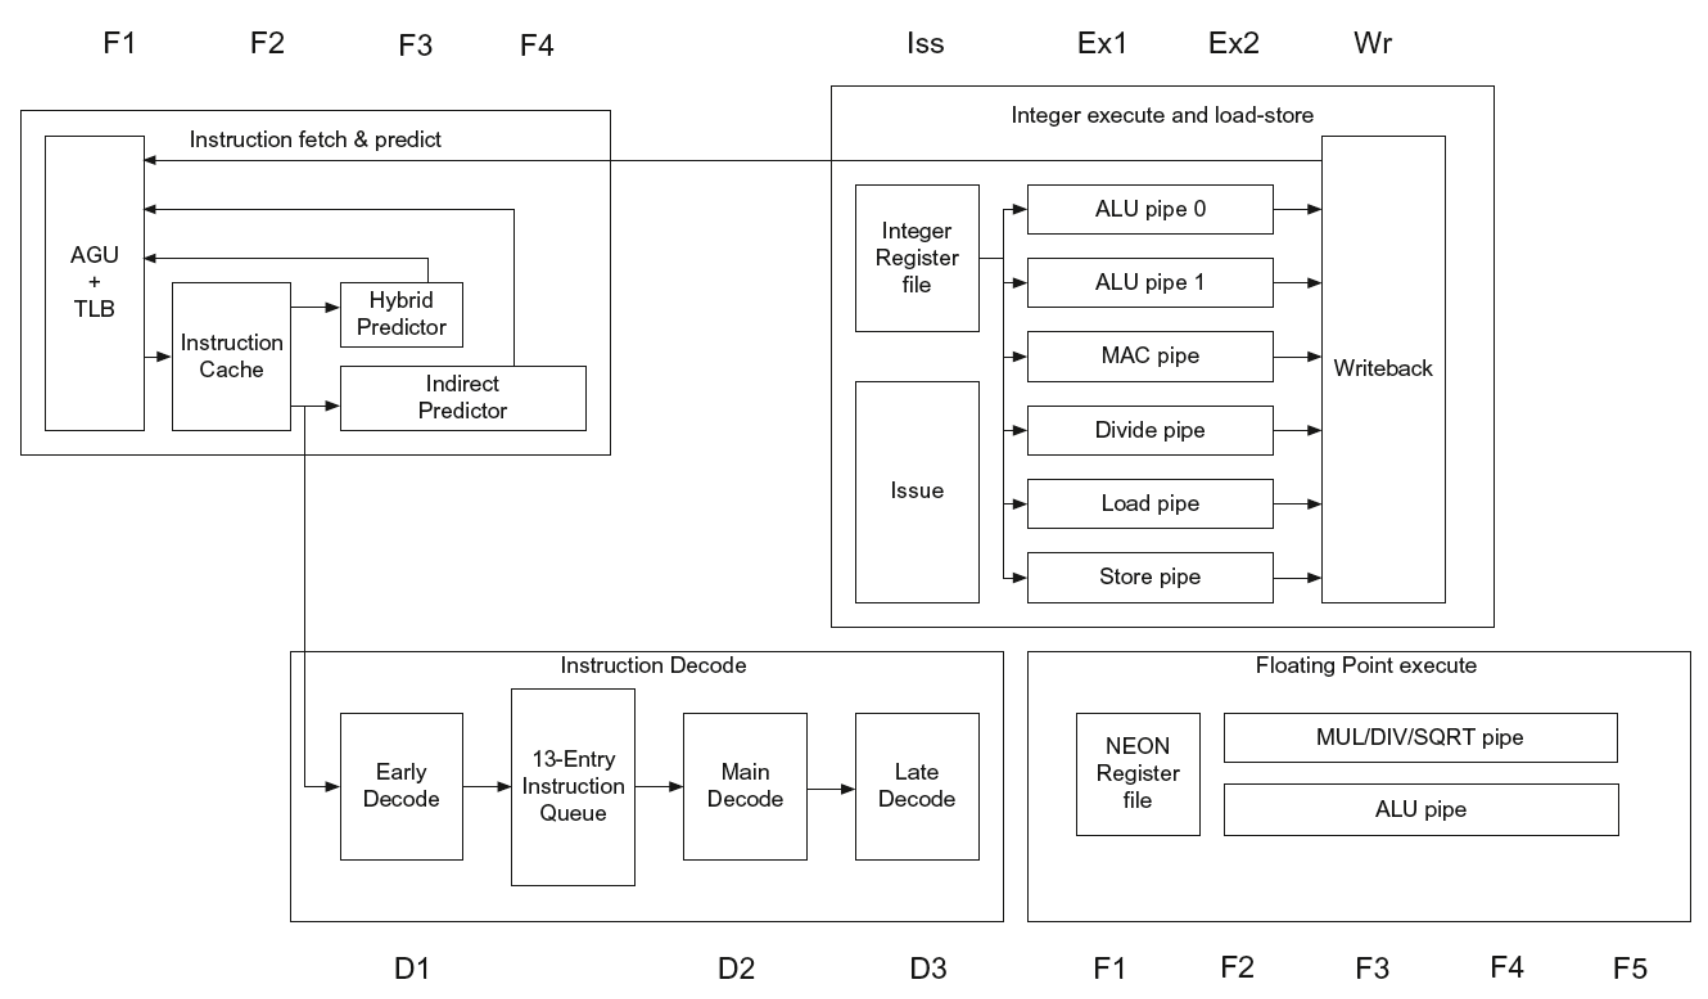 F1 F2 F3 F4 Iss Ex1 Ex2 Wr
Instruction fetch & predict
AGU
+
TLB
Instruction
Cache
Hybrid
Predictor
Indirect
Predictor
Integer execute and load-store
Integer
Register
file
Issue
ALU pipe 0
ALU pipe 1
MAC pipe
Divide pipe
Load pipe
Store pipe
Writeback
Instruction Decode
Early
Decode
13-Entry
Instruction
Queue
Main
Decode
Late
Decode
Floating Point execute
NEON
Register
file
MUL/DIV/SQRT pipe
ALU pipe
D1 D2 D3 F1 F2 F3 F4 F5